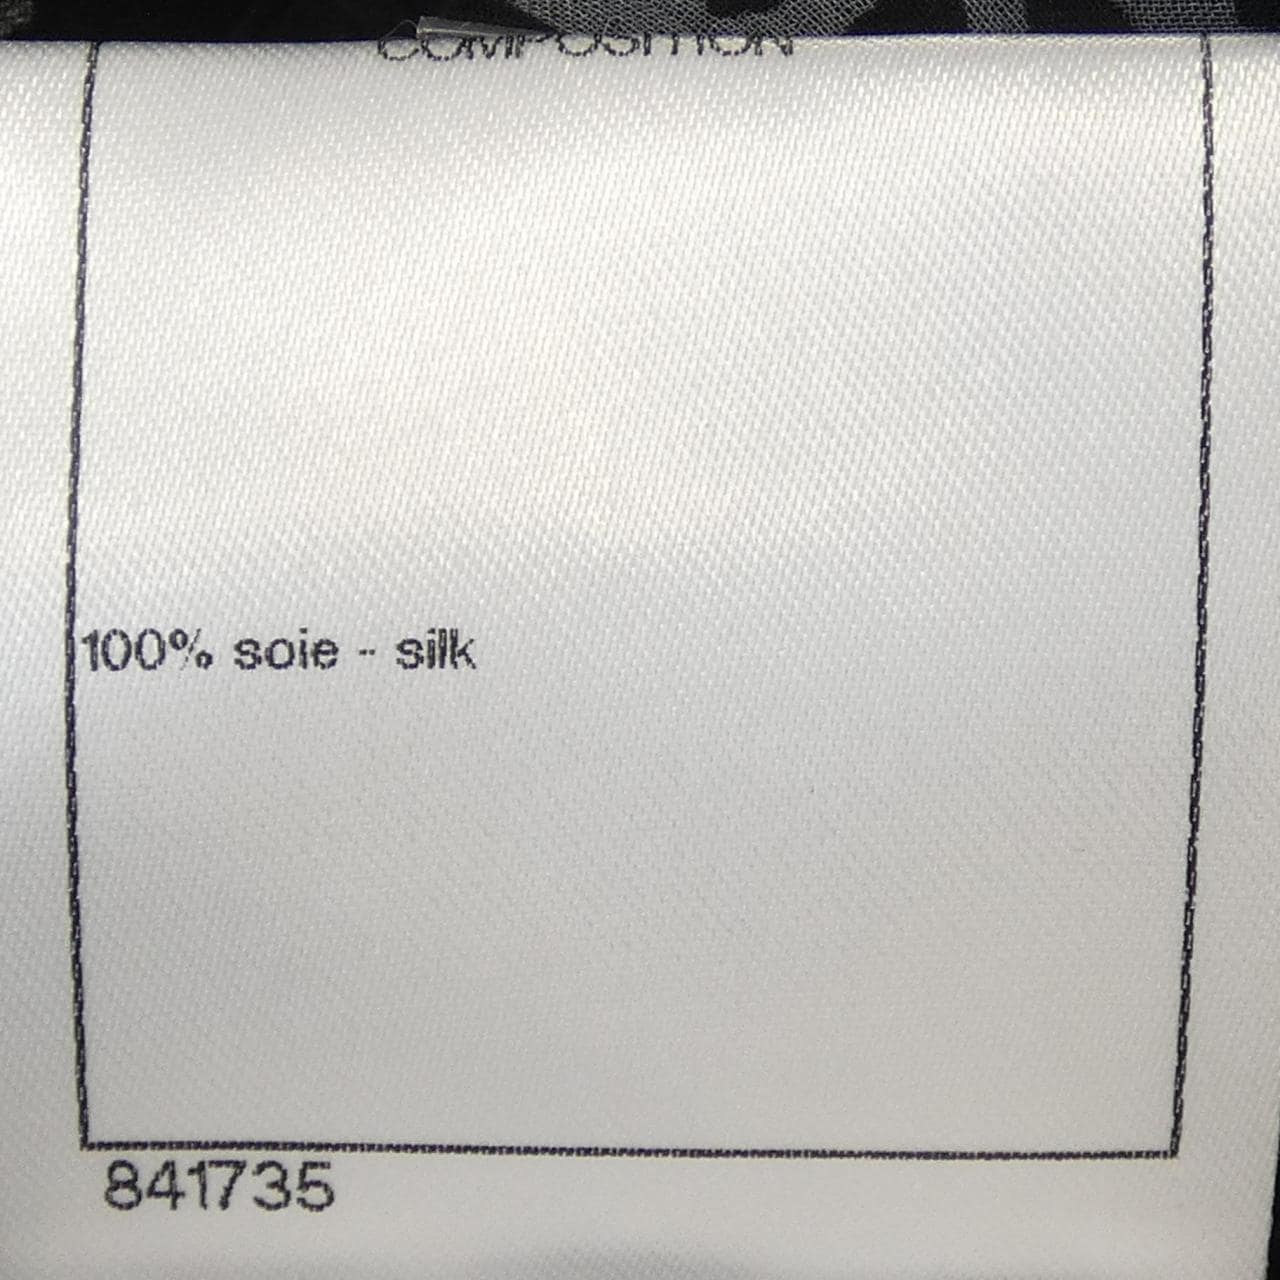 COMPOSITION
100% soie - silk
841735